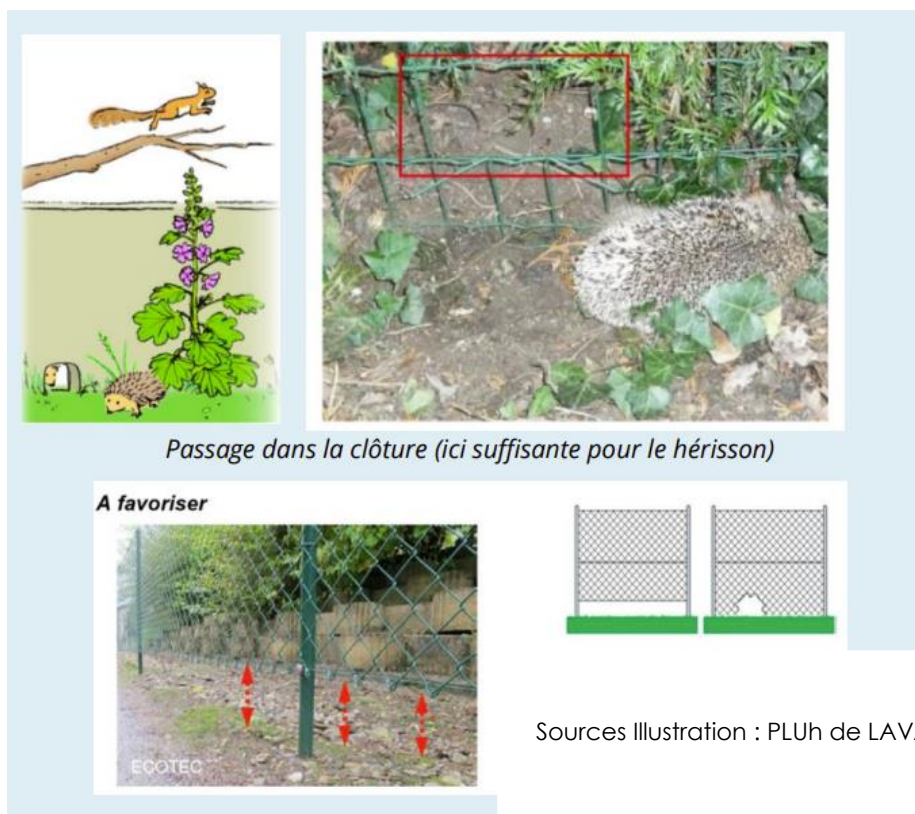 Passage dans la clôture (ici suffisante pour le hérisson)
A favoriser
ECOTEC
Sources Illustration : PLUh de